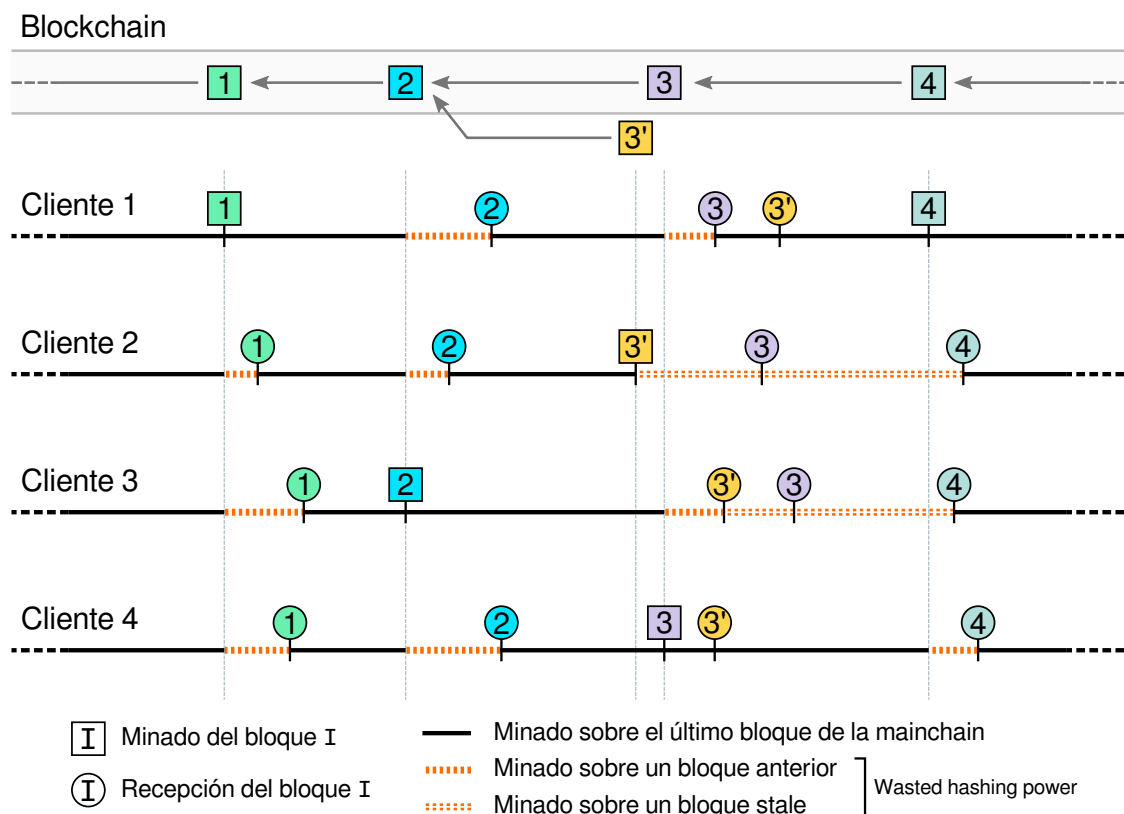 Blockchain
1 2 3 4
3'
Cliente 1
1 2 3 3' 4
Cliente 2
1 2 3' 3 4
Cliente 3
1 2 3' 3 4
Cliente 4
1 2 3 3' 4
I Minado del bloque I
I Recepción del bloque I
Minado sobre el último bloque de la mainchain
Minado sobre un bloque anterior
Minado sobre un bloque stale
Wasted hashing power